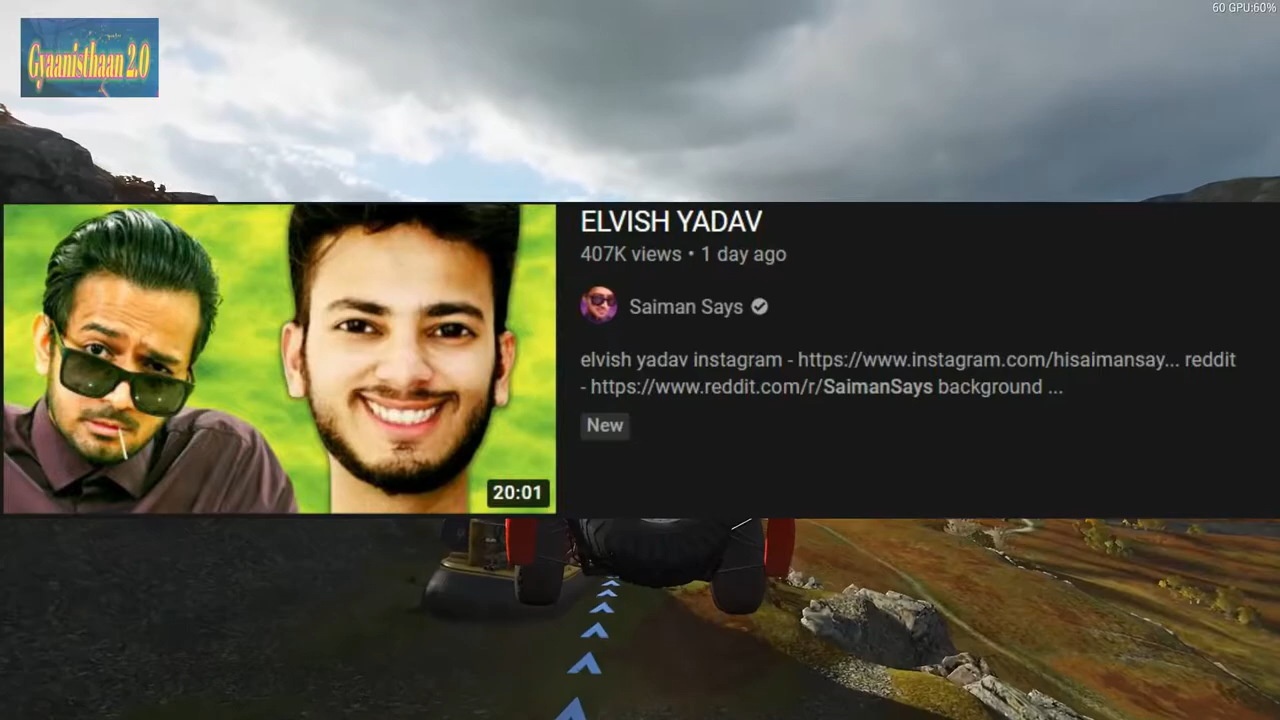 60 GPU:60%
Gyaanisthaan 2.0
ELVISH YADAV
407K views • 1 day ago
Saiman Says
elvish yadav instagram - https://www.instagram.com/hisaimansay... reddit
- https://www.reddit.com/r/SaimanSays background ...
New
20:01